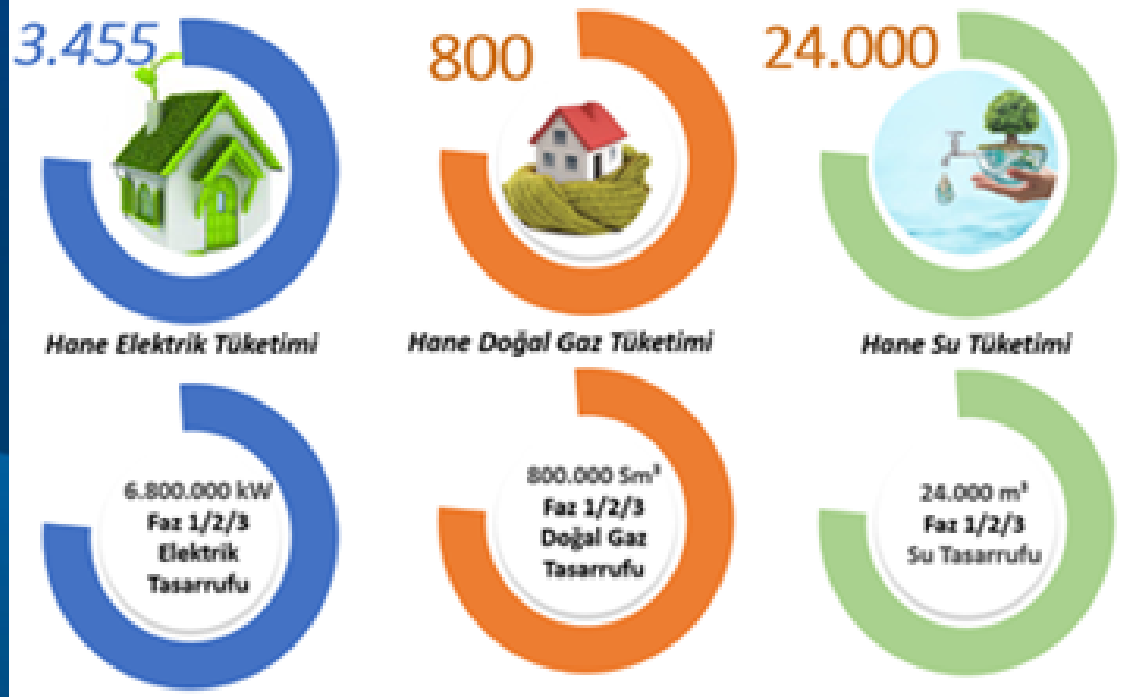 3.455
800
24.000
Hane Elektrik Tüketimi
Hane Doğal Gaz Tüketimi
Hane Su Tüketimi
6.800.000 kW
Faz 1/2/3
Elektrik
Tasarrufu
800.000 Sm³
Faz 1/2/3
Doğal Gaz
Tasarrufu
24.000 m³
Faz 1/2/3
Su Tasarrufu